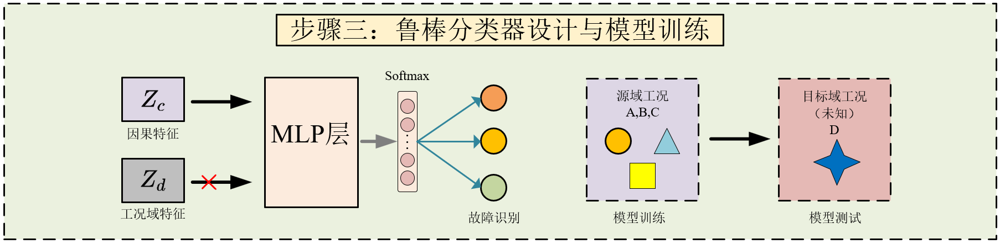 步骤三：鲁棒分类器设计与模型训练
Z_c
因果特征
Z_d
工况域特征
MLP层
Softmax
故障识别
源域工况
A,B,C
模型训练
目标域工况
（未知）
D
模型测试